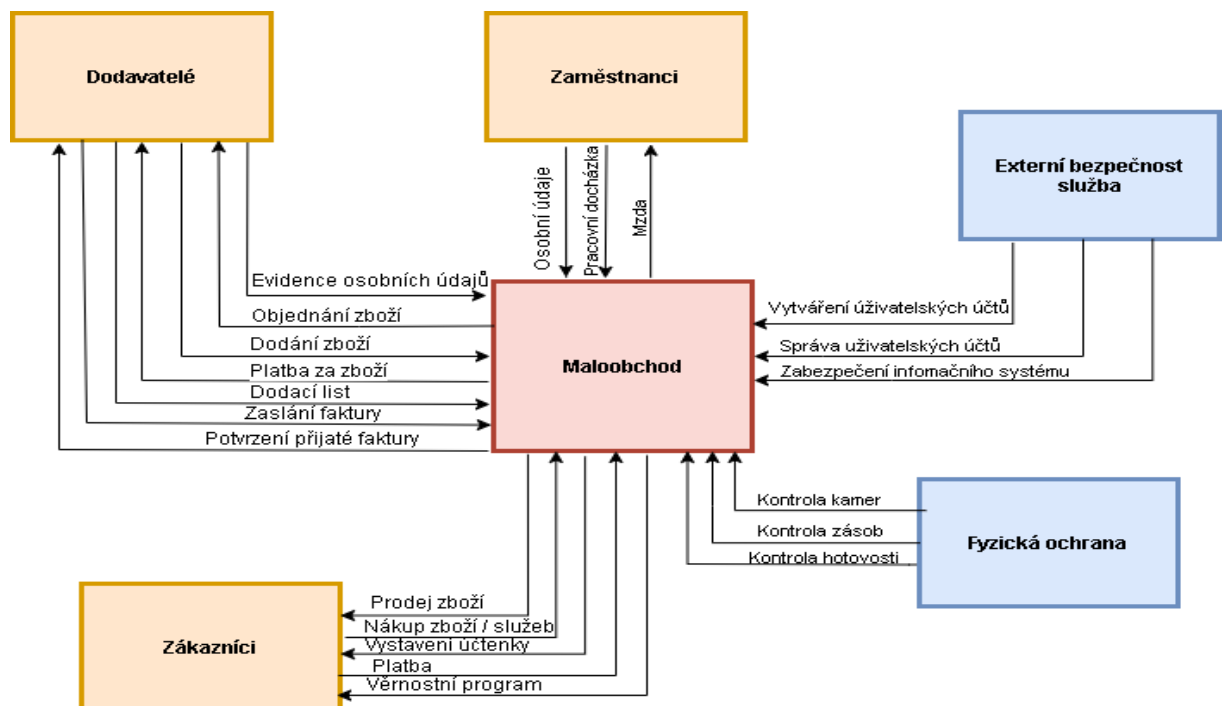 Dodavatelé
Zaměstnanci
Externí bezpečnost
služba
Osobní údaje
Pracovní docházka
Mzda
Evidence osobních údajů
Objednání zboží
Dodání zboží
Platba za zboží
Dodací list
Zaslání faktury
Potvrzení přijaté faktury
Maloobchod
Vytváření úživatelských účtů
Správa uživatelských účtů
Zabezpečení infomačního systému
Kontrola kamer
Kontrola zásob
Kontrola hotovosti
Fyzická ochrana
Zákazníci
Prodej zboží
Nákup zboží / služeb
Vystavení účtenky
Platba
Věrnostní program